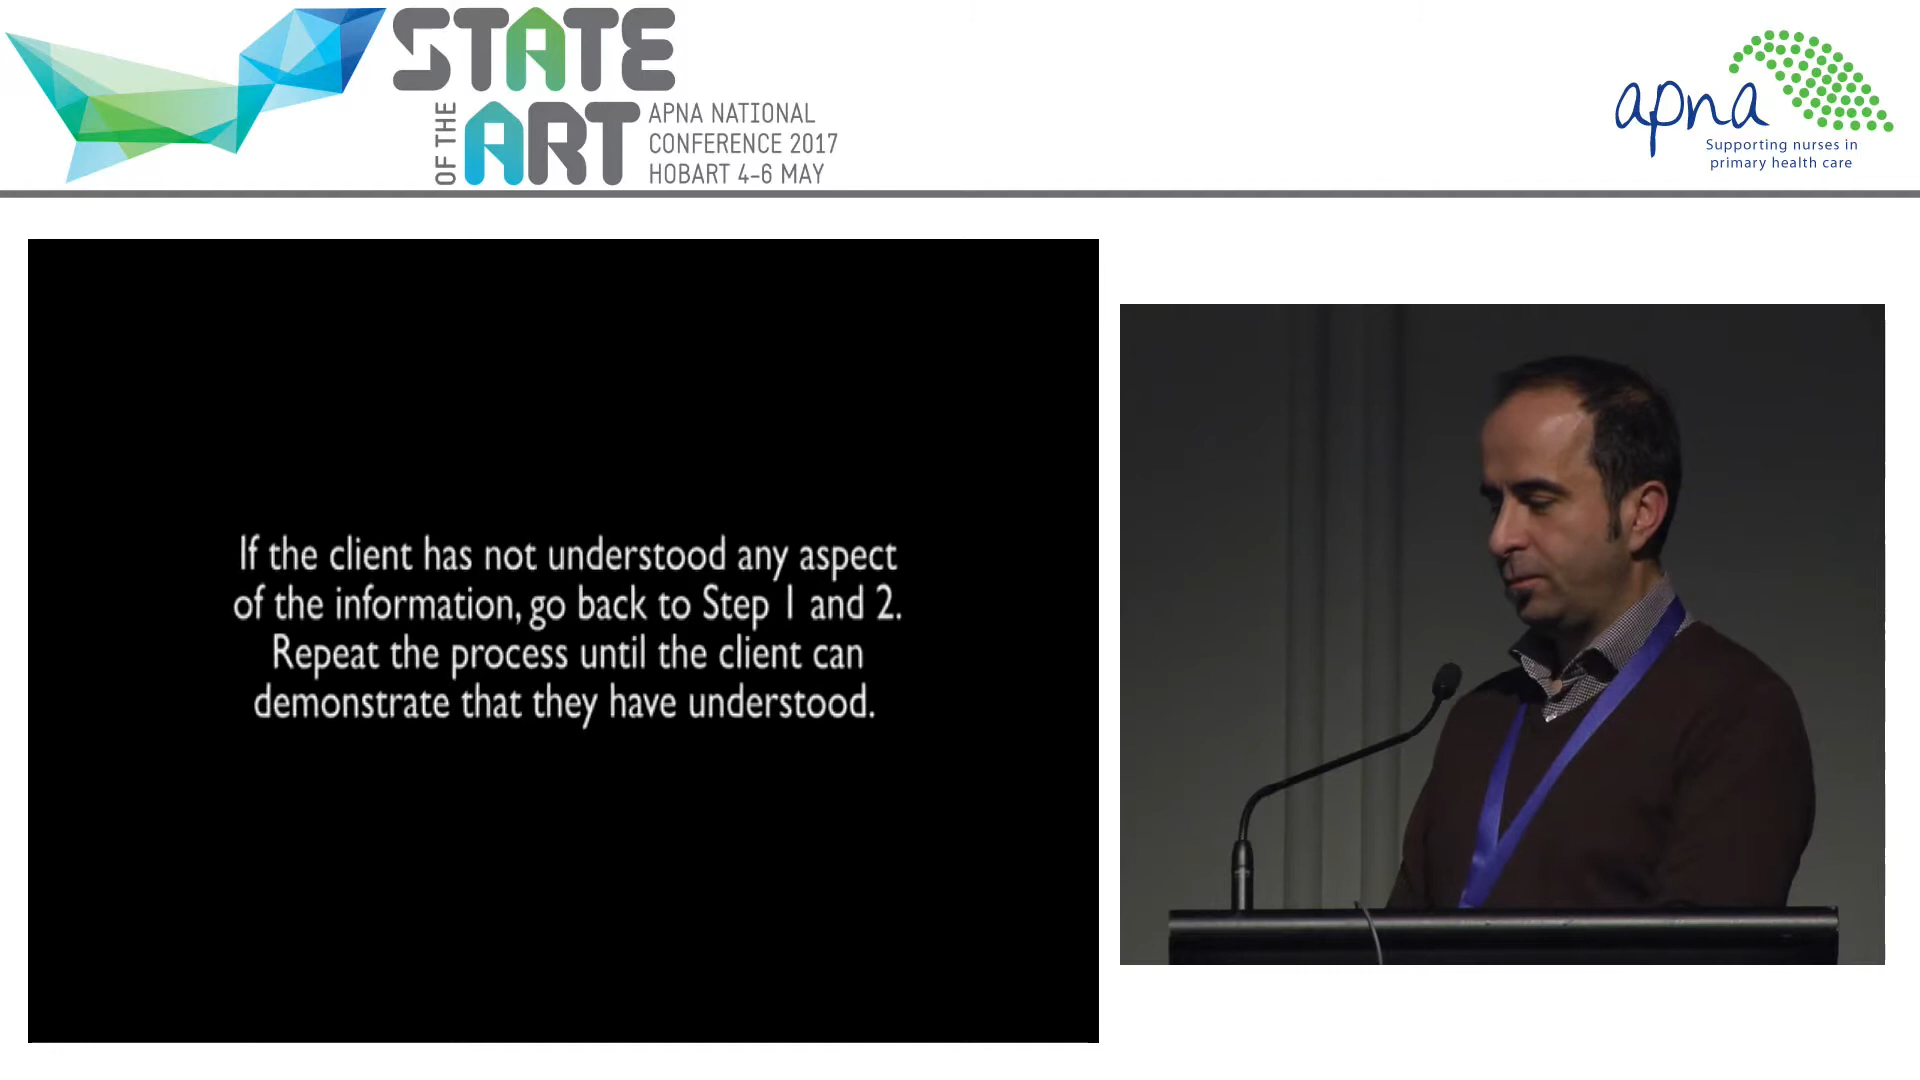 STATE
OF THE
ART
APNA NATIONAL
CONFERENCE 2017
HOBART 4-6 MAY
apna
Supporting nurses in
primary health care
If the client has not understood any aspect
of the information, go back to Step 1 and 2.
Repeat the process until the client can
demonstrate that they have understood.